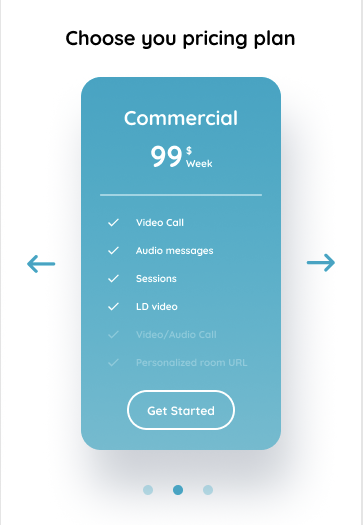 Choose you pricing plan
Commercial
99 $
Week
Video Call
Audio messages
Sessions
LD video
Video/Audio Call
Personalized room URL
Get Started